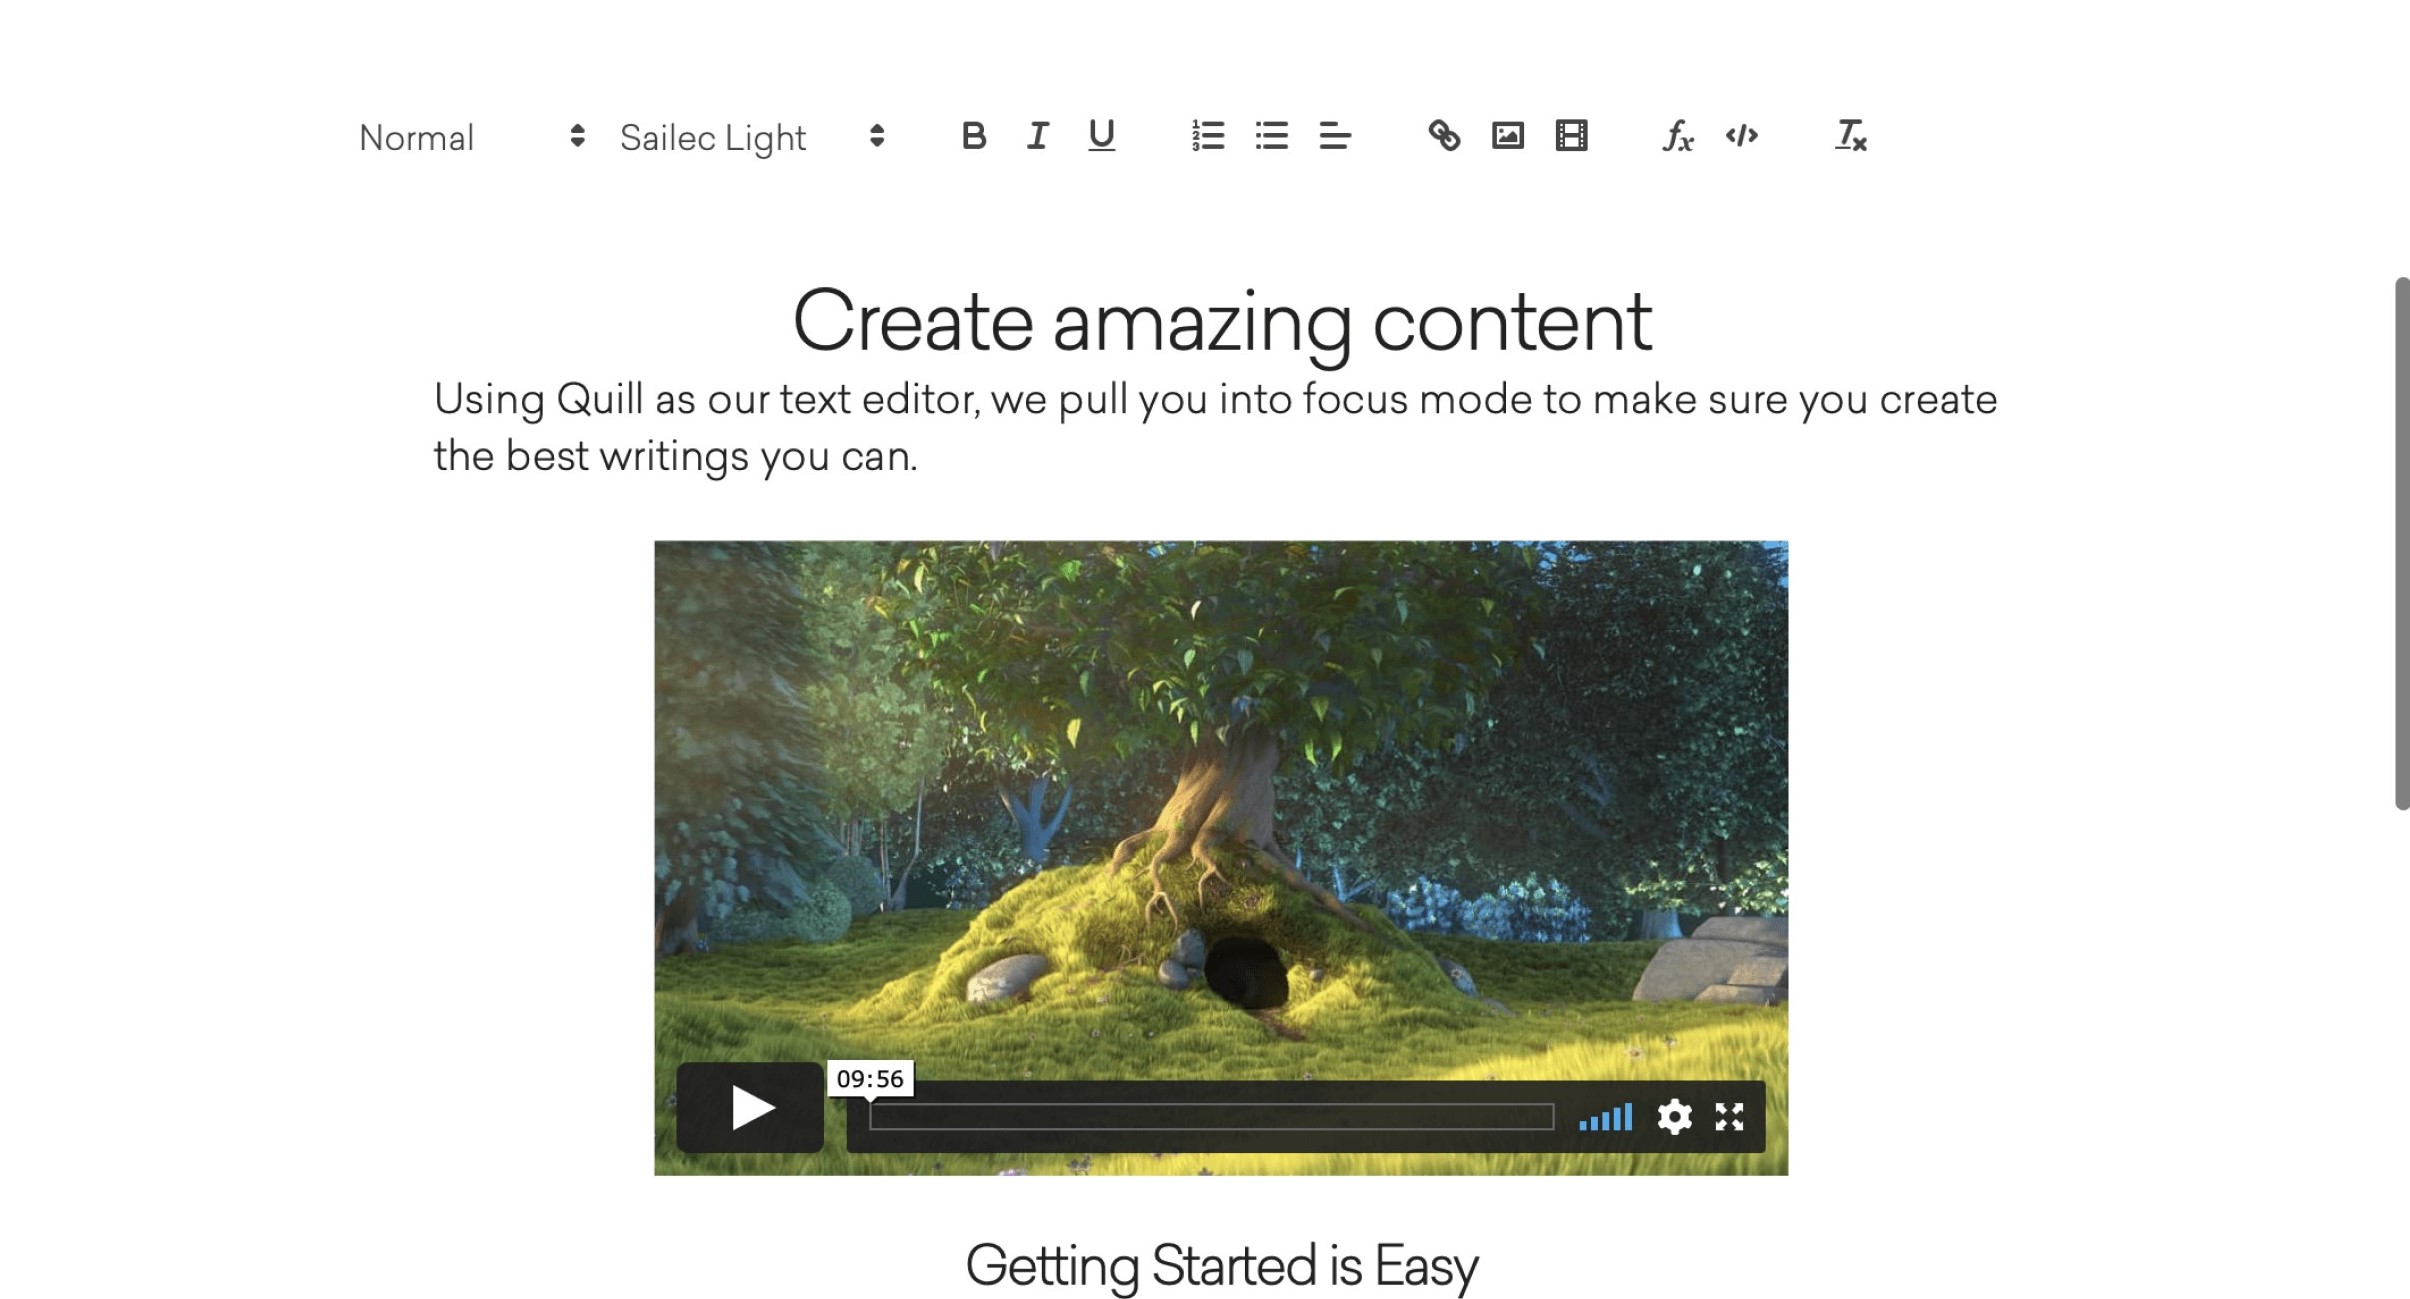 Normal Sailec Light B I U
Create amazing content
Using Quill as our text editor, we pull you into focus mode to make sure you create
the best writings you can.
09:56
Getting Started is Easy